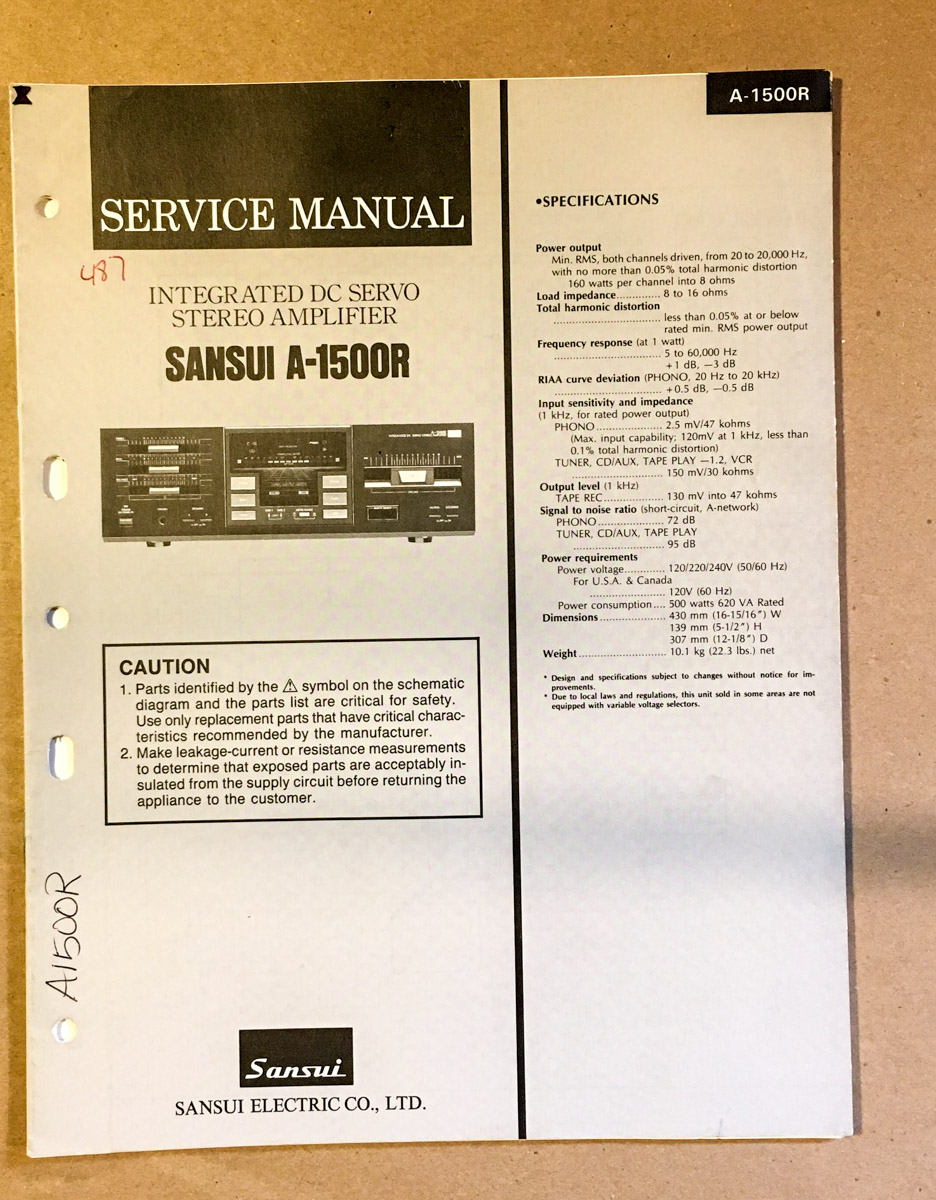 A-1500R
SERVICE MANUAL
487
INTEGRATED DC SERVO
STEREO AMPLIFIER
SANSUI A-1500R
CAUTION
1. Parts identified by the ⚠ symbol on the schematic
diagram and the parts list are critical for safety.
Use only replacement parts that have critical charac-
teristics recommended by the manufacturer.
2. Make leakage-current or resistance measurements
to determine that exposed parts are acceptably in-
sulated from the supply circuit before returning the
appliance to the customer.
A1500R
Sansui
SANSUI ELECTRIC CO., LTD.
•SPECIFICATIONS
Power output
Min. RMS, both channels driven, from 20 to 20,000 Hz,
with no more than 0.05% total harmonic distortion
160 watts per channel into 8 ohms
Load impedance............. 8 to 16 ohms
Total harmonic distortion
................................ less than 0.05% at or below
rated min. RMS power output
Frequency response (at 1 watt)
................................ 5 to 60,000 Hz
+1 dB, −3 dB
RIAA curve deviation (PHONO, 20 Hz to 20 kHz)
................................ +0.5 dB, −0.5 dB
Input sensitivity and impedance
(1 kHz, for rated power output)
PHONO.................... 2.5 mV/47 kohms
(Max. input capability; 120mV at 1 kHz, less than
0.1% total harmonic distortion)
TUNER, CD/AUX, TAPE PLAY −1.2, VCR
........................... 150 mV/30 kohms
Output level (1 kHz)
TAPE REC.................. 130 mV into 47 kohms
Signal to noise ratio (short-circuit, A-network)
PHONO.................... 72 dB
TUNER, CD/AUX, TAPE PLAY
........................... 95 dB
Power requirements
Power voltage............ 120/220/240V (50/60 Hz)
For U.S.A. & Canada
...................... 120V (60 Hz)
Power consumption.... 500 watts 620 VA Rated
Dimensions.................... 430 mm (16-15/16″) W
139 mm (5-1/2″) H
307 mm (12-1/8″) D
Weight.......................... 10.1 kg (22.3 lbs.) net
* Design and specifications subject to changes without notice for im-
provements.
* Due to local laws and regulations, this unit sold in some areas are not
equipped with variable voltage selectors.